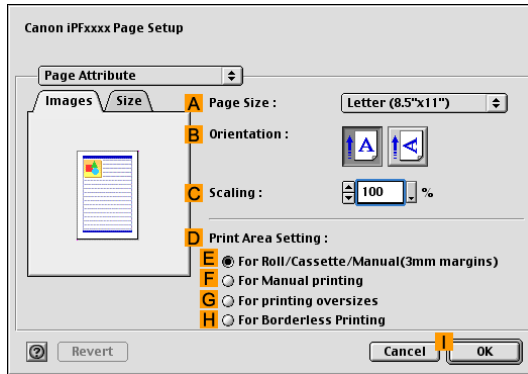 Canon iPFxxxx Page Setup
Page Attribute
Images Size
A Page Size : Letter (8.5"x11")
B Orientation : A A
C Scaling : 100 %
D Print Area Setting :
E For Roll/Cassette/Manual(3mm margins)
F For Manual printing
G For printing oversizes
H For Borderless Printing
I
? Revert Cancel OK